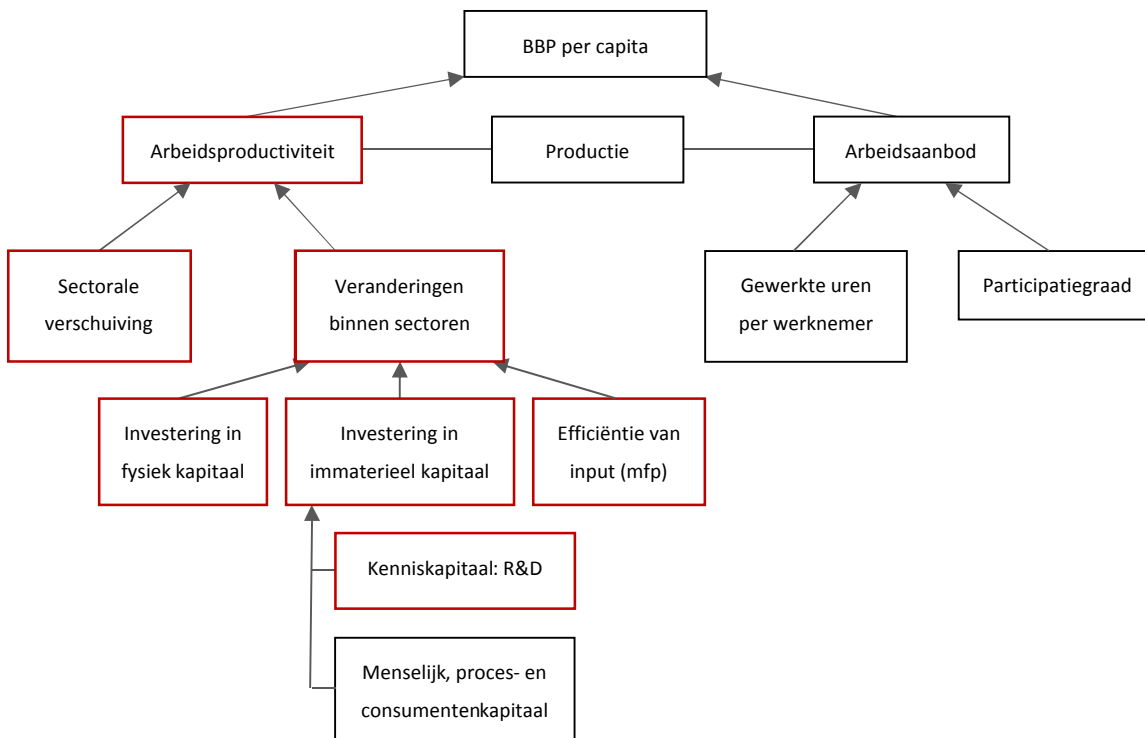 BBP per capita
Arbeidsproductiviteit
Productie
Arbeidsaanbod
Sectorale
verschuiving
Veranderingen
binnen sectoren
Gewerkte uren
per werknemer
Participatiegraad
Investering in
fysiek kapitaal
Investering in
immaterieel kapitaal
Efficiëntie van
input (mfp)
Kenniskapitaal: R&D
Menselijk, proces- en
consumentenkapitaal